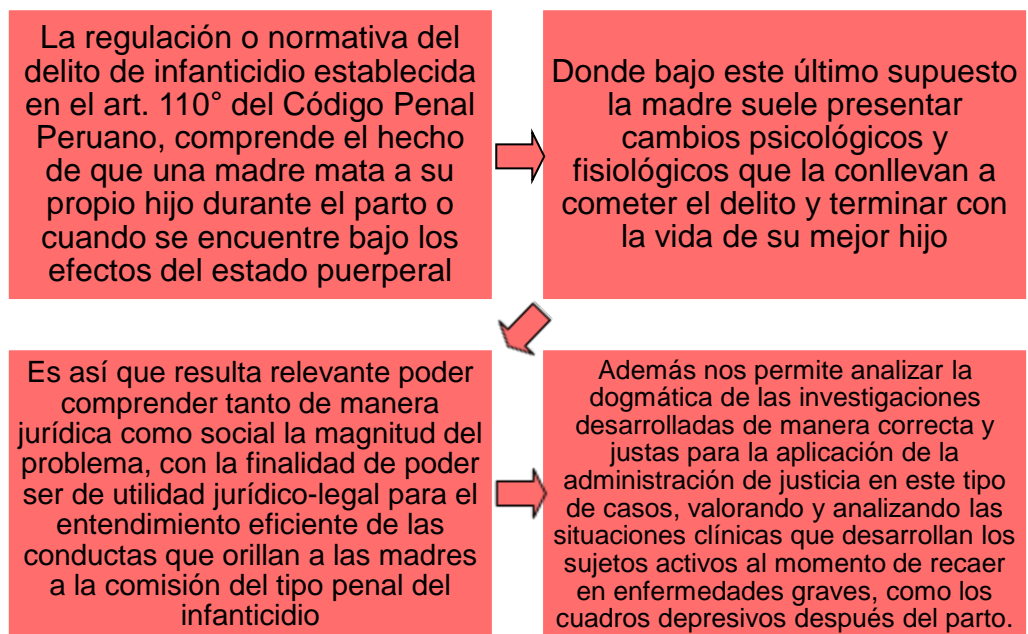 La regulación o normativa del
delito de infanticidio establecida
en el art. 110° del Código Penal
Peruano, comprende el hecho
de que una madre mata a su
propio hijo durante el parto o
cuando se encuentre bajo los
efectos del estado puerperal
Donde bajo este último supuesto
la madre suele presentar
cambios psicológicos y
fisiológicos que la conllevan a
cometer el delito y terminar con
la vida de su mejor hijo
Es así que resulta relevante poder
comprender tanto de manera
jurídica como social la magnitud del
problema, con la finalidad de poder
ser de utilidad jurídico-legal para el
entendimiento eficiente de las
conductas que orillan a las madres
a la comisión del tipo penal del
infanticidio
Además nos permite analizar la
dogmática de las investigaciones
desarrolladas de manera correcta y
justas para la aplicación de la
administración de justicia en este tipo
de casos, valorando y analizando las
situaciones clínicas que desarrollan los
sujetos activos al momento de recaer
en enfermedades graves, como los
cuadros depresivos después del parto.